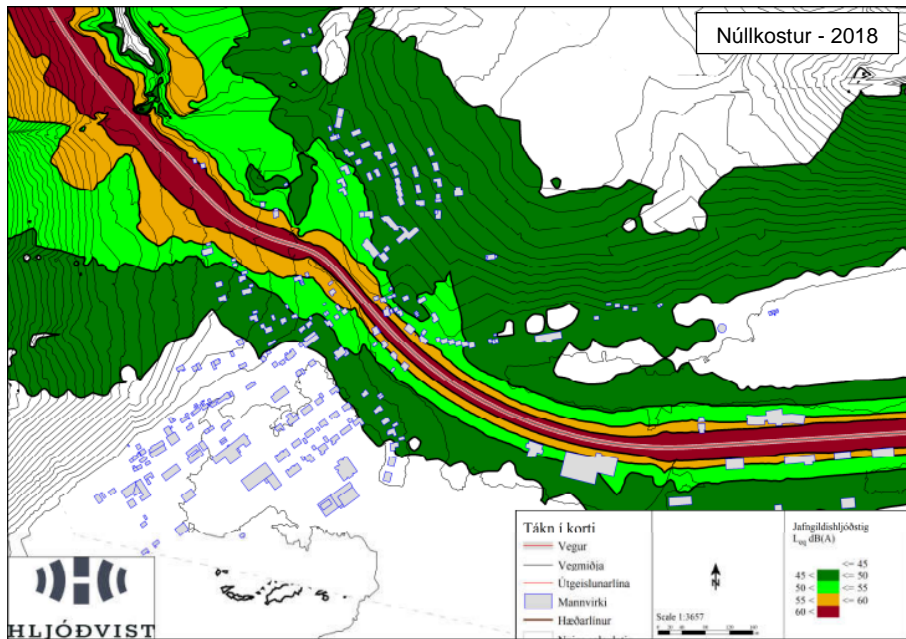 Núllkostur - 2018
Tákn í korti
Vegur
Vegmiðja
Útgeislunarlína
Mannvirki
Hæðarlínur
N
Scale 1:3657
Jafngildishljóðstig
Leq dB(A)
<= 45
45 < <= 50
50 < <= 55
55 < <= 60
60 <
HLJÓÐVIST